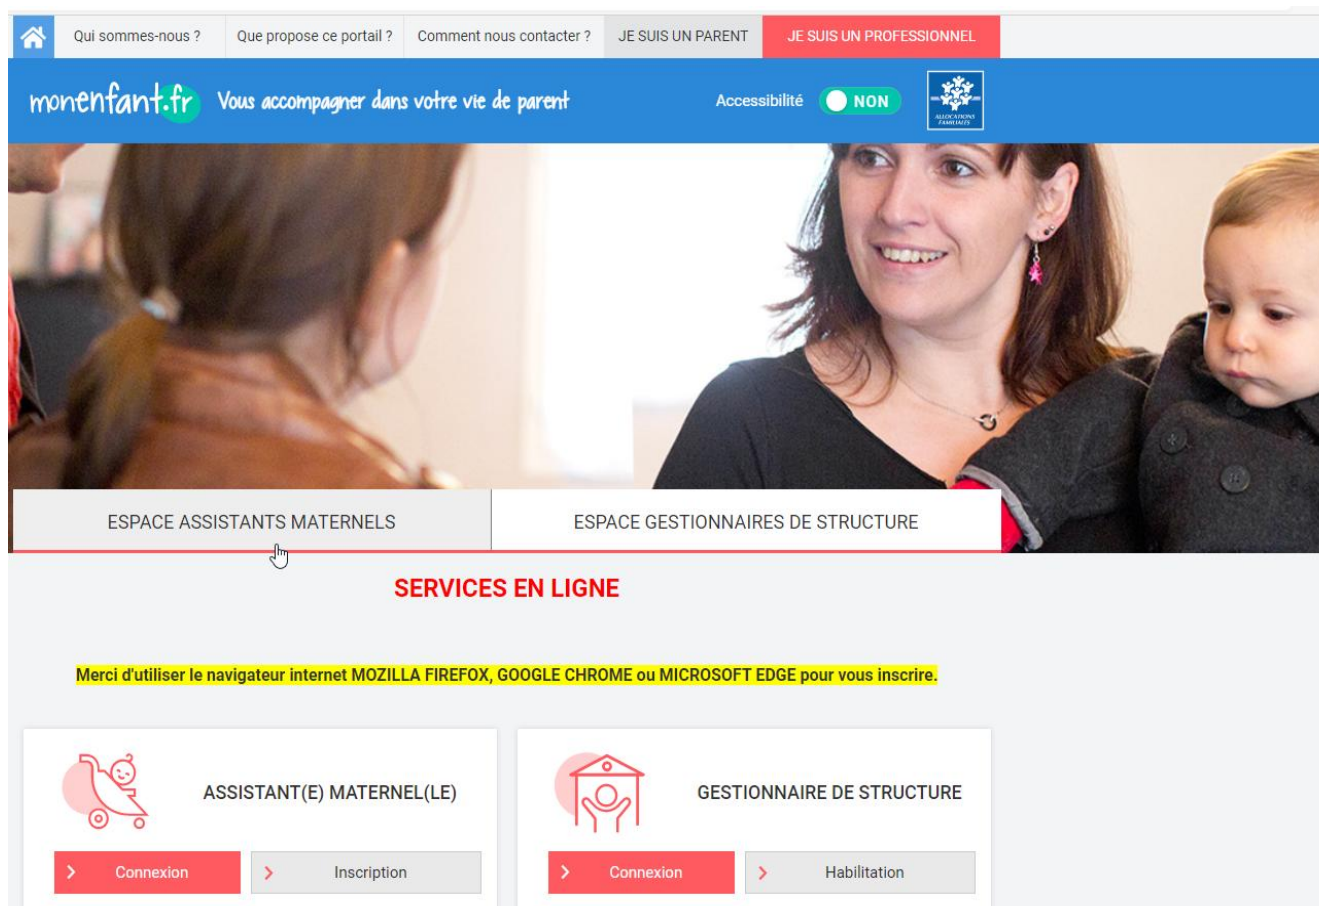 Qui sommes-nous ? Que propose ce portail ? Comment nous contacter ? JE SUIS UN PARENT JE SUIS UN PROFESSIONNEL
monenfant.fr Vous accompagner dans votre vie de parent Accessibilité NON
ALLOCATIONS
FAMILIALES
ESPACE ASSISTANTS MATERNELS ESPACE GESTIONNAIRES DE STRUCTURE
SERVICES EN LIGNE
Merci d'utiliser le navigateur internet MOZILLA FIREFOX, GOOGLE CHROME ou MICROSOFT EDGE pour vous inscrire.
ASSISTANT(E) MATERNEL(LE) GESTIONNAIRE DE STRUCTURE
Connexion Inscription Connexion Habilitation